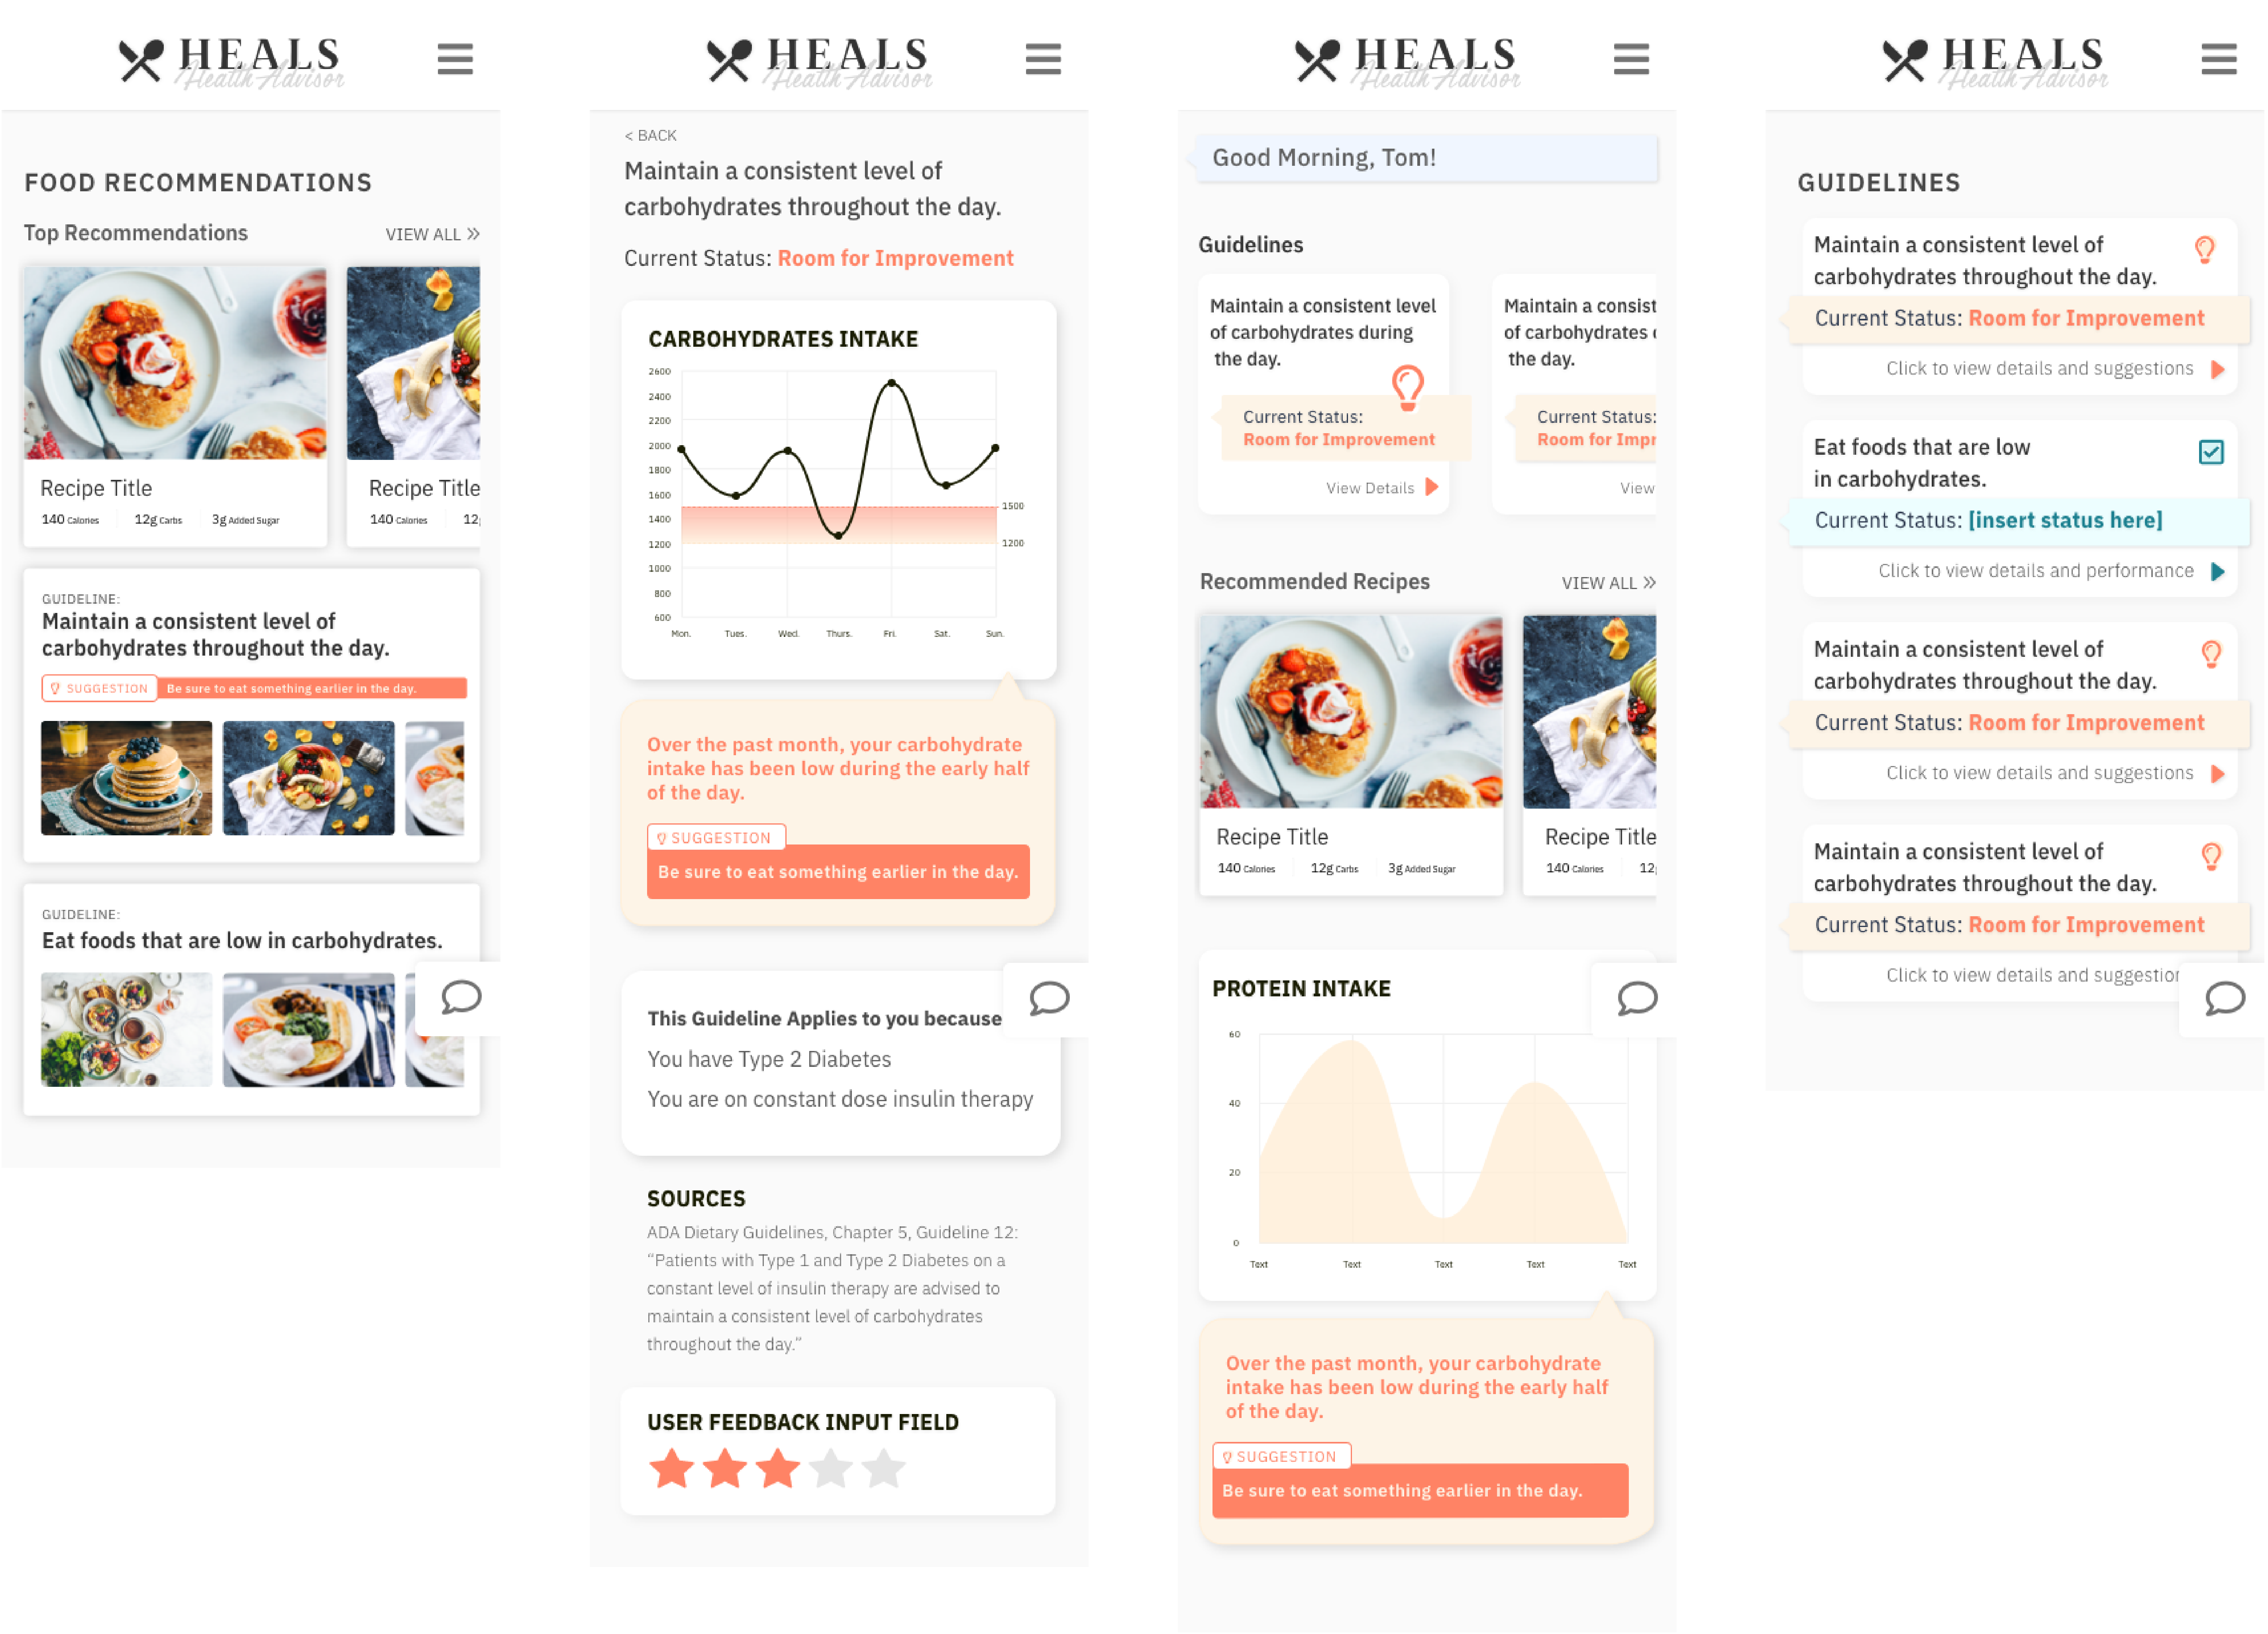 HEALS
Health Advisor
FOOD RECOMMENDATIONS
Top Recommendations
VIEW ALL »
Recipe Title
140 Calories
12g Carbs
3g Added Sugar
Recipe Title
140 Calories
12g
GUIDELINE:
Maintain a consistent level of
carbohydrates throughout the day.
SUGGESTION
Be sure to eat something earlier in the day.
GUIDELINE:
Eat foods that are low in carbohydrates.
HEALS
Health Advisor
< BACK
Maintain a consistent level of
carbohydrates throughout the day.
Current Status: Room for Improvement
CARBOHYDRATES INTAKE
2600
2400
2200
2000
1800
1600
1400
1200
1000
800
600
1500
1200
Mon.
Tues.
Wed.
Thurs.
Fri.
Sat.
Sun.
Over the past month, your carbohydrate
intake has been low during the early half
of the day.
SUGGESTION
Be sure to eat something earlier in the day.
This Guideline Applies to you because
You have Type 2 Diabetes
You are on constant dose insulin therapy
SOURCES
ADA Dietary Guidelines, Chapter 5, Guideline 12:
“Patients with Type 1 and Type 2 Diabetes on a
constant level of insulin therapy are advised to
maintain a consistent level of carbohydrates
throughout the day.”
USER FEEDBACK INPUT FIELD
HEALS
Health Advisor
Good Morning, Tom!
Guidelines
Maintain a consistent level
of carbohydrates during
the day.
Current Status:
Room for Improvement
View Details
Maintain a consist
of carbohydrates
the day.
Current Status:
Room for Impr
View
Recommended Recipes
VIEW ALL »
Recipe Title
140 Calories
12g Carbs
3g Added Sugar
Recipe Title
140 Calories
12g
PROTEIN INTAKE
60
40
20
0
Text
Text
Text
Text
Text
Over the past month, your carbohydrate
intake has been low during the early half
of the day.
SUGGESTION
Be sure to eat something earlier in the day.
HEALS
Health Advisor
GUIDELINES
Maintain a consistent level of
carbohydrates throughout the day.
Current Status: Room for Improvement
Click to view details and suggestions
Eat foods that are low
in carbohydrates.
Current Status: [insert status here]
Click to view details and performance
Maintain a consistent level of
carbohydrates throughout the day.
Current Status: Room for Improvement
Click to view details and suggestions
Maintain a consistent level of
carbohydrates throughout the day.
Current Status: Room for Improvement
Click to view details and suggestion